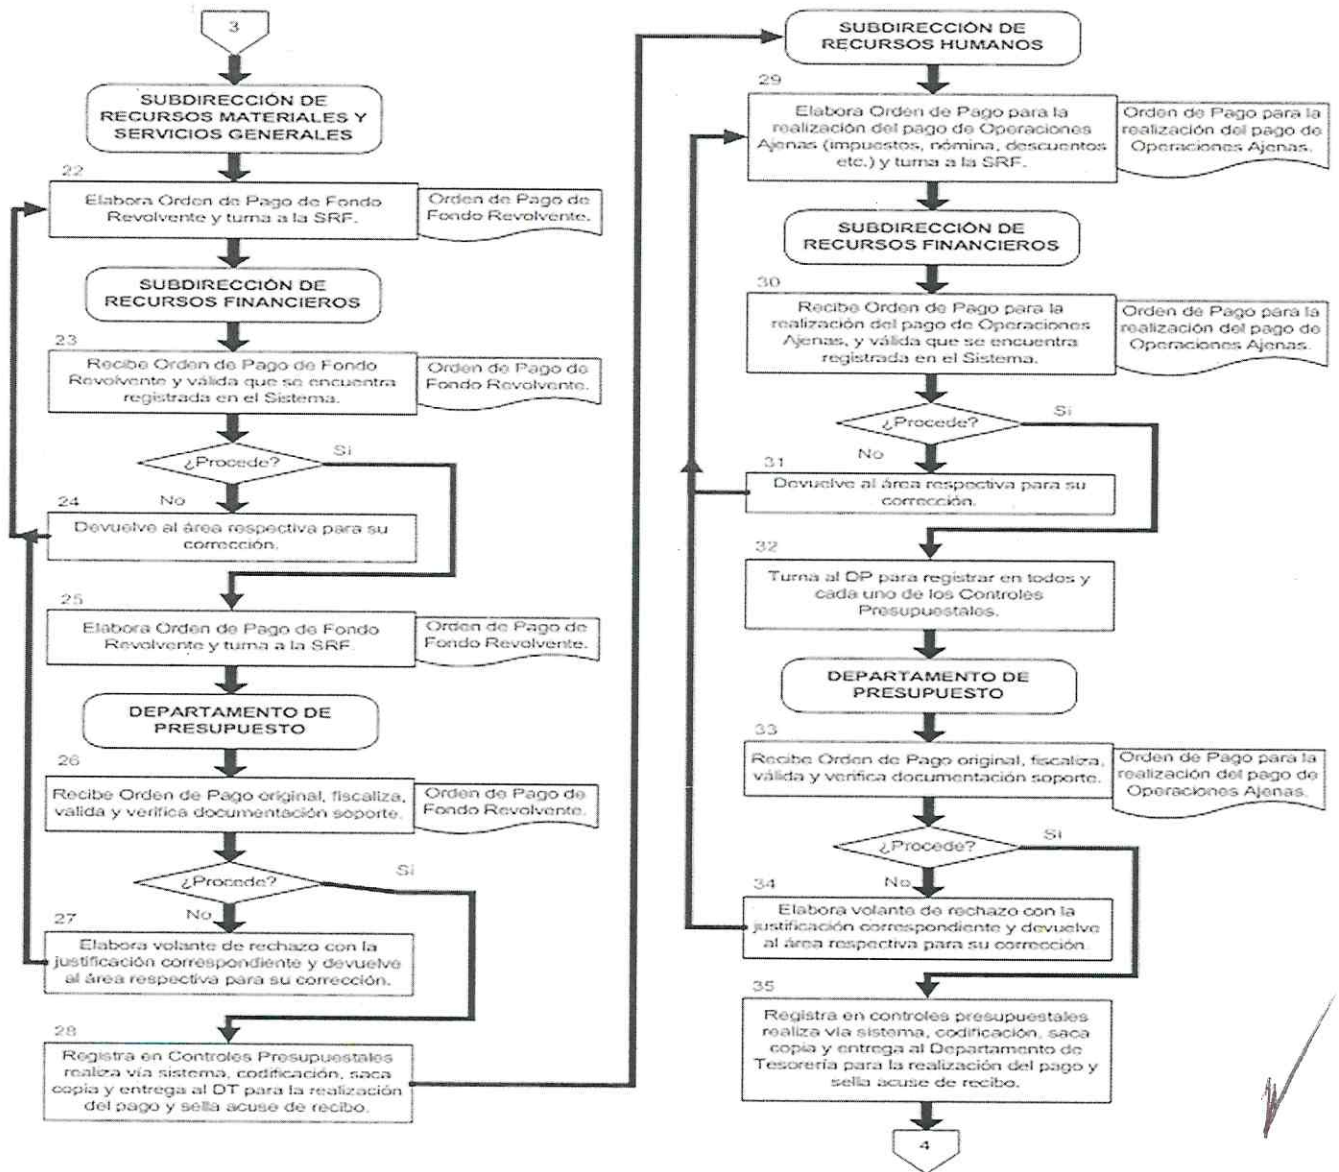 3
SUBDIRECCIÓN DE
RECURSOS MATERIALES Y
SERVICIOS GENERALES
22
Elabora Orden de Pago de Fondo
Revolvente y turna a la SRF.
Orden de Pago de
Fondo Revolvente.
SUBDIRECCIÓN DE
RECURSOS FINANCIEROS
23
Recibe Orden de Pago de Fondo
Revolvente y válida que se encuentra
registrada en el Sistema.
Orden de Pago de
Fondo Revolvente.
¿Procede?
Si
No
24
Devuelve al área respectiva para su
corrección.
25
Elabora Orden de Pago de Fondo
Revolvente y turna a la SRF.
Orden de Pago de
Fondo Revolvente.
DEPARTAMENTO DE
PRESUPUESTO
26
Recibe Orden de Pago original, fiscaliza,
valida y verifica documentación soporte.
Orden de Pago de
Fondo Revolvente.
¿Procede?
Si
No
27
Elabora volante de rechazo con la
justificación correspondiente y devuelve
al área respectiva para su corrección.
28
Registra en Controles Presupuestales
realiza vía sistema, codificación, saca
copia y entrega al DT para la realización
del pago y sella acuse de recibo.
SUBDIRECCIÓN DE
RECURSOS HUMANOS
29
Elabora Orden de Pago para la
realización del pago de Operaciones
Ajenas (impuestos, nómina, descuentos
etc.) y turna a la SRF.
Orden de Pago para la
realización del pago de
Operaciones Ajenas.
SUBDIRECCIÓN DE
RECURSOS FINANCIEROS
30
Recibe Orden de Pago para la
realización del pago de Operaciones
Ajenas, y válida que se encuentra
registrada en el Sistema.
Orden de Pago para la
realización del pago de
Operaciones Ajenas.
¿Procede?
Si
No
31
Devuelve al área respectiva para su
corrección.
32
Turna al DP para registrar en todos y
cada uno de los Controles
Presupuestales.
DEPARTAMENTO DE
PRESUPUESTO
33
Recibe Orden de Pago original, fiscaliza,
válida y verifica documentación soporte.
Orden de Pago para la
realización del pago de
Operaciones Ajenas.
¿Procede?
Si
No
34
Elabora volante de rechazo con la
justificación correspondiente y devuelve
al área respectiva para su corrección.
35
Registra en controles presupuestales
realiza vía sistema, codificación, saca
copia y entrega al Departamento de
Tesorería para la realización del pago y
sella acuse de recibo.
4